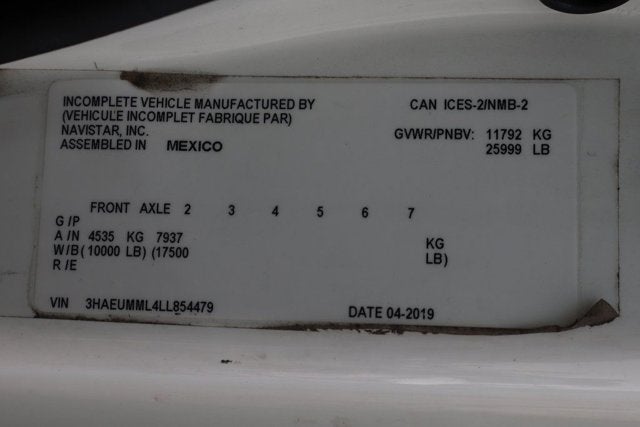 INCOMPLETE VEHICLE MANUFACTURED BY
(VEHICULE INCOMPLET FABRIQUE PAR)
NAVISTAR, INC.
ASSEMBLED IN MEXICO
CAN ICES-2/NMB-2
GVWR/PNBV: 11792 KG
25999 LB
FRONT AXLE 2 3 4 5 6 7
G /P
A /N 4535 KG 7937 KG
W/B (10000 LB) (17500 LB)
R /E
VIN 3HAEUMML4LL854479
DATE 04-2019